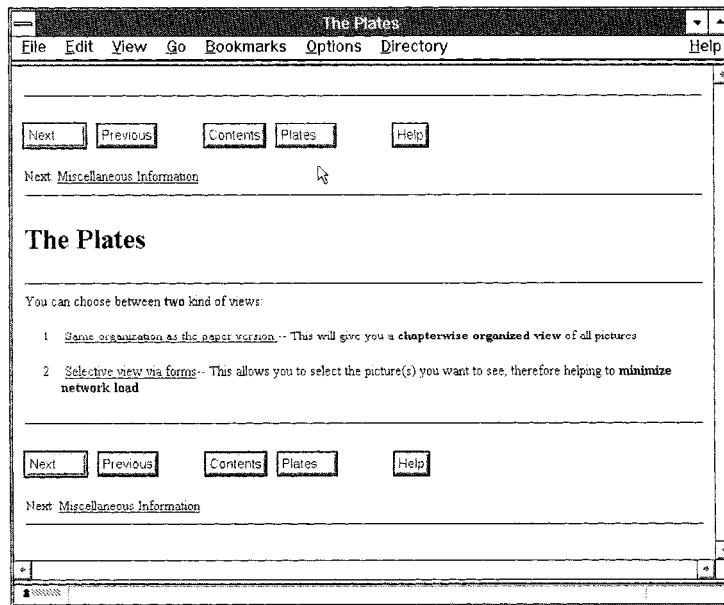 The Plates
File Edit View Go Bookmarks Options Directory Help
Next Previous Contents Plates Help
Next: Miscellaneous Information
The Plates
You can choose between two kind of views:
1 Same organization as the paper version -- This will give you a chapterwise organized view of all pictures
2 Selective view via forms-- This allows you to select the picture(s) you want to see, therefore helping to minimize
network load
Next Previous Contents Plates Help
Next: Miscellaneous Information